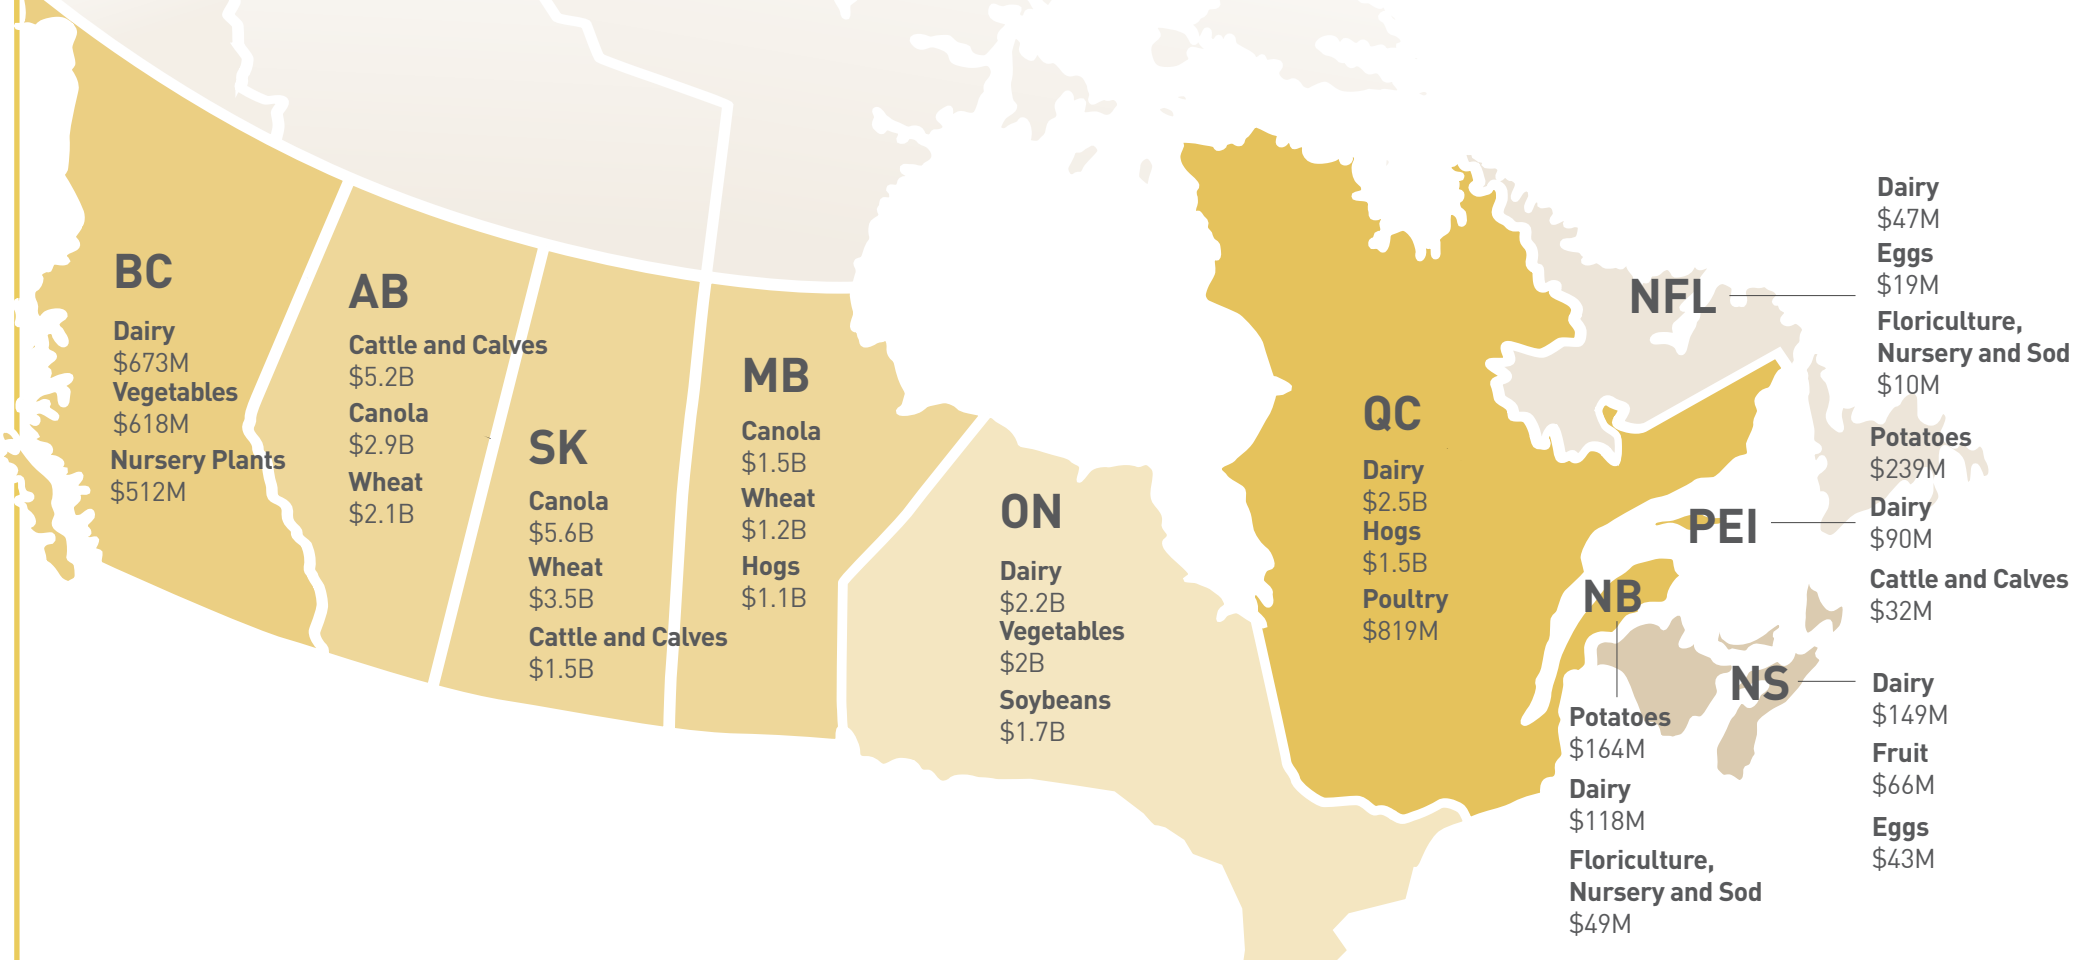 BC
Dairy
$673M
Vegetables
$618M
Nursery Plants
$512M
AB
Cattle and Calves
$5.2B
Canola
$2.9B
Wheat
$2.1B
SK
Canola
$5.6B
Wheat
$3.5B
Cattle and Calves
$1.5B
MB
Canola
$1.5B
Wheat
$1.2B
Hogs
$1.1B
ON
Dairy
$2.2B
Vegetables
$2B
Soybeans
$1.7B
QC
Dairy
$2.5B
Hogs
$1.5B
Poultry
$819M
NFL
Dairy
$47M
Eggs
$19M
Floriculture,
Nursery and Sod
$10M
PEI
Potatoes
$239M
Dairy
$90M
Cattle and Calves
$32M
NB
Potatoes
$164M
Dairy
$118M
Floriculture,
Nursery and Sod
$49M
NS
Dairy
$149M
Fruit
$66M
Eggs
$43M